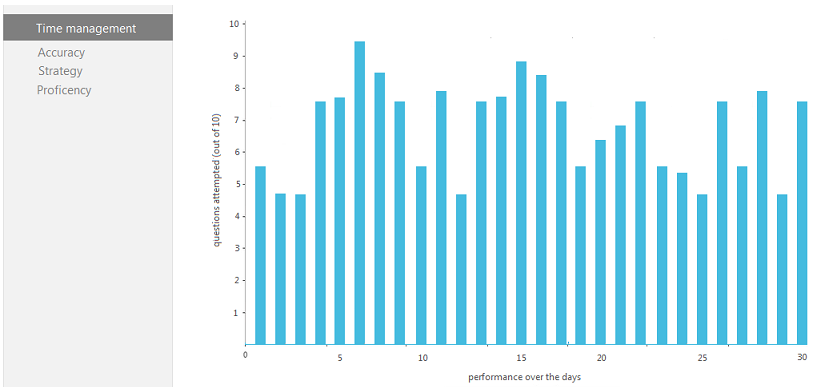 Time management
Accuracy
Strategy
Proficency
questions attempted (out of 10)
10
9
8
7
6
5
4
3
2
1
0 5 10 15 20 25 30
performance over the days